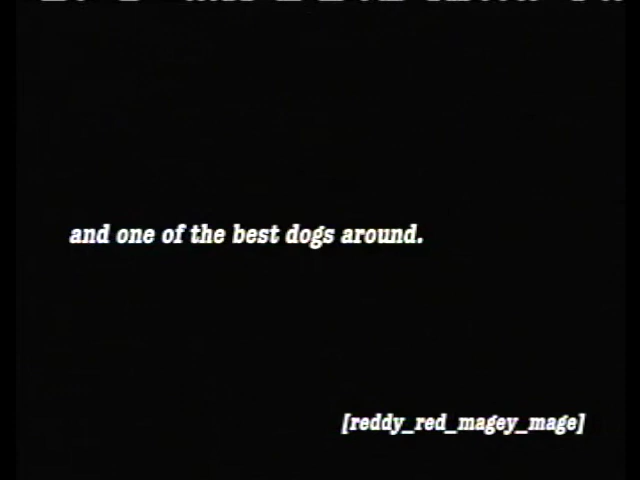 and one of the best dogs around.
[reddy_red_magey_mage]